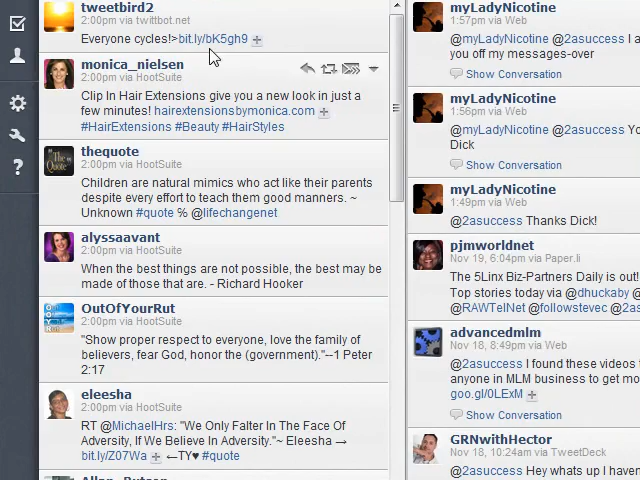 tweetbird2
2:00pm via twittbot.net
Everyone cycles!>bit.ly/bK5gh9
monica_nielsen
2:00pm via HootSuite
Clip In Hair Extensions give you a new look in just a
few minutes! hairextensionsbymonica.com
#HairExtensions #Beauty #HairStyles
thequote
2:00pm via HootSuite
Children are natural mimics who act like their parents
despite every effort to teach them good manners. ~
Unknown #quote ℅ @lifechangenet
alyssaavant
2:00pm via HootSuite
When the best things are not possible, the best may be
made of those that are. - Richard Hooker
OutOfYourRut
2:00pm via HootSuite
"Show proper respect to everyone, love the family of
believers, fear God, honor the (government)."--1 Peter
2:17
eleesha
2:00pm via HootSuite
RT @MichaelHrs: "We Only Falter In The Face Of
Adversity, If We Believe In Adversity."~ Eleesha →
bit.ly/Z07Wa ←TY♥ #quote
myLadyNicotine
1:57pm via Web
@myLadyNicotine @2asuccess I
you off my messages-over
Show Conversation
myLadyNicotine
1:56pm via Web
@myLadyNicotine @2asuccess
Dick
Show Conversation
myLadyNicotine
1:49pm via Web
@2asuccess Thanks Dick!
pjmworldnet
Nov 19, 6:04pm via Paper.li
The 5Linx Biz-Partners Daily is out!
Top stories today via @dhuckaby
@RAWTelNet @followstevec
advancedmlm
Nov 18, 8:49pm via Web
@2asuccess I found these videos
anyone in MLM business to get mo
goo.gl/0LExM
Show Conversation
GRNwithHector
Nov 18, 10:24am via TweetDeck
@2asuccess Hey whats up I haven